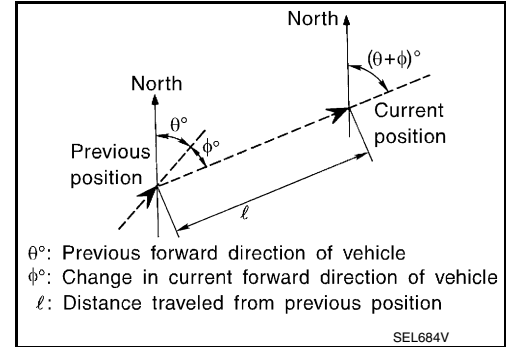 North
(θ+ϕ)°
North
Current
position
θ°
ϕ°
Previous
position
ℓ
θ°: Previous forward direction of vehicle
ϕ°: Change in current forward direction of vehicle
ℓ: Distance traveled from previous position
SEL684V